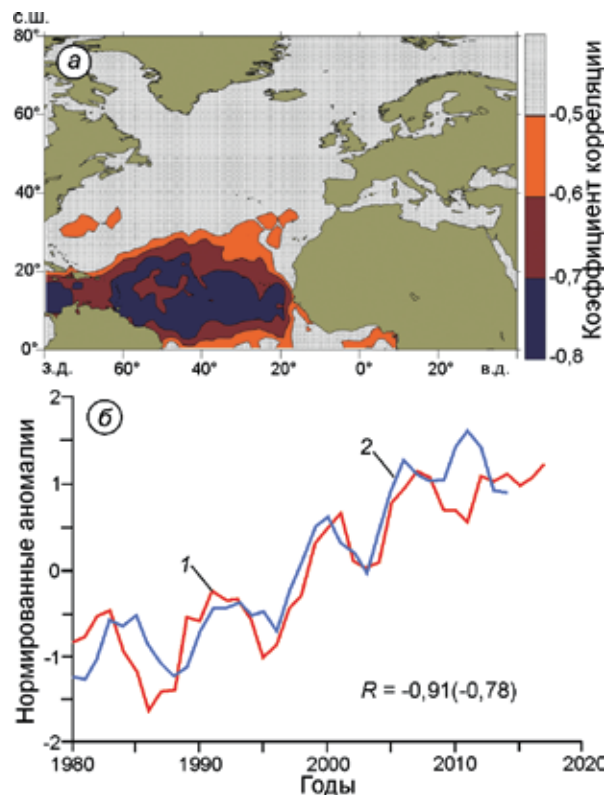 с.ш.
80°
а
60°
40°
20°
0°
з.д. 60° 40° 20° 0° 20° в.д.
-0,5
-0,6
-0,7
-0,8
Коэффициент корреляции
б
2
1
0
-1
-2
Нормированные аномалии
1
2
R = -0,91(-0,78)
1980 1990 2000 2010 2020
Годы